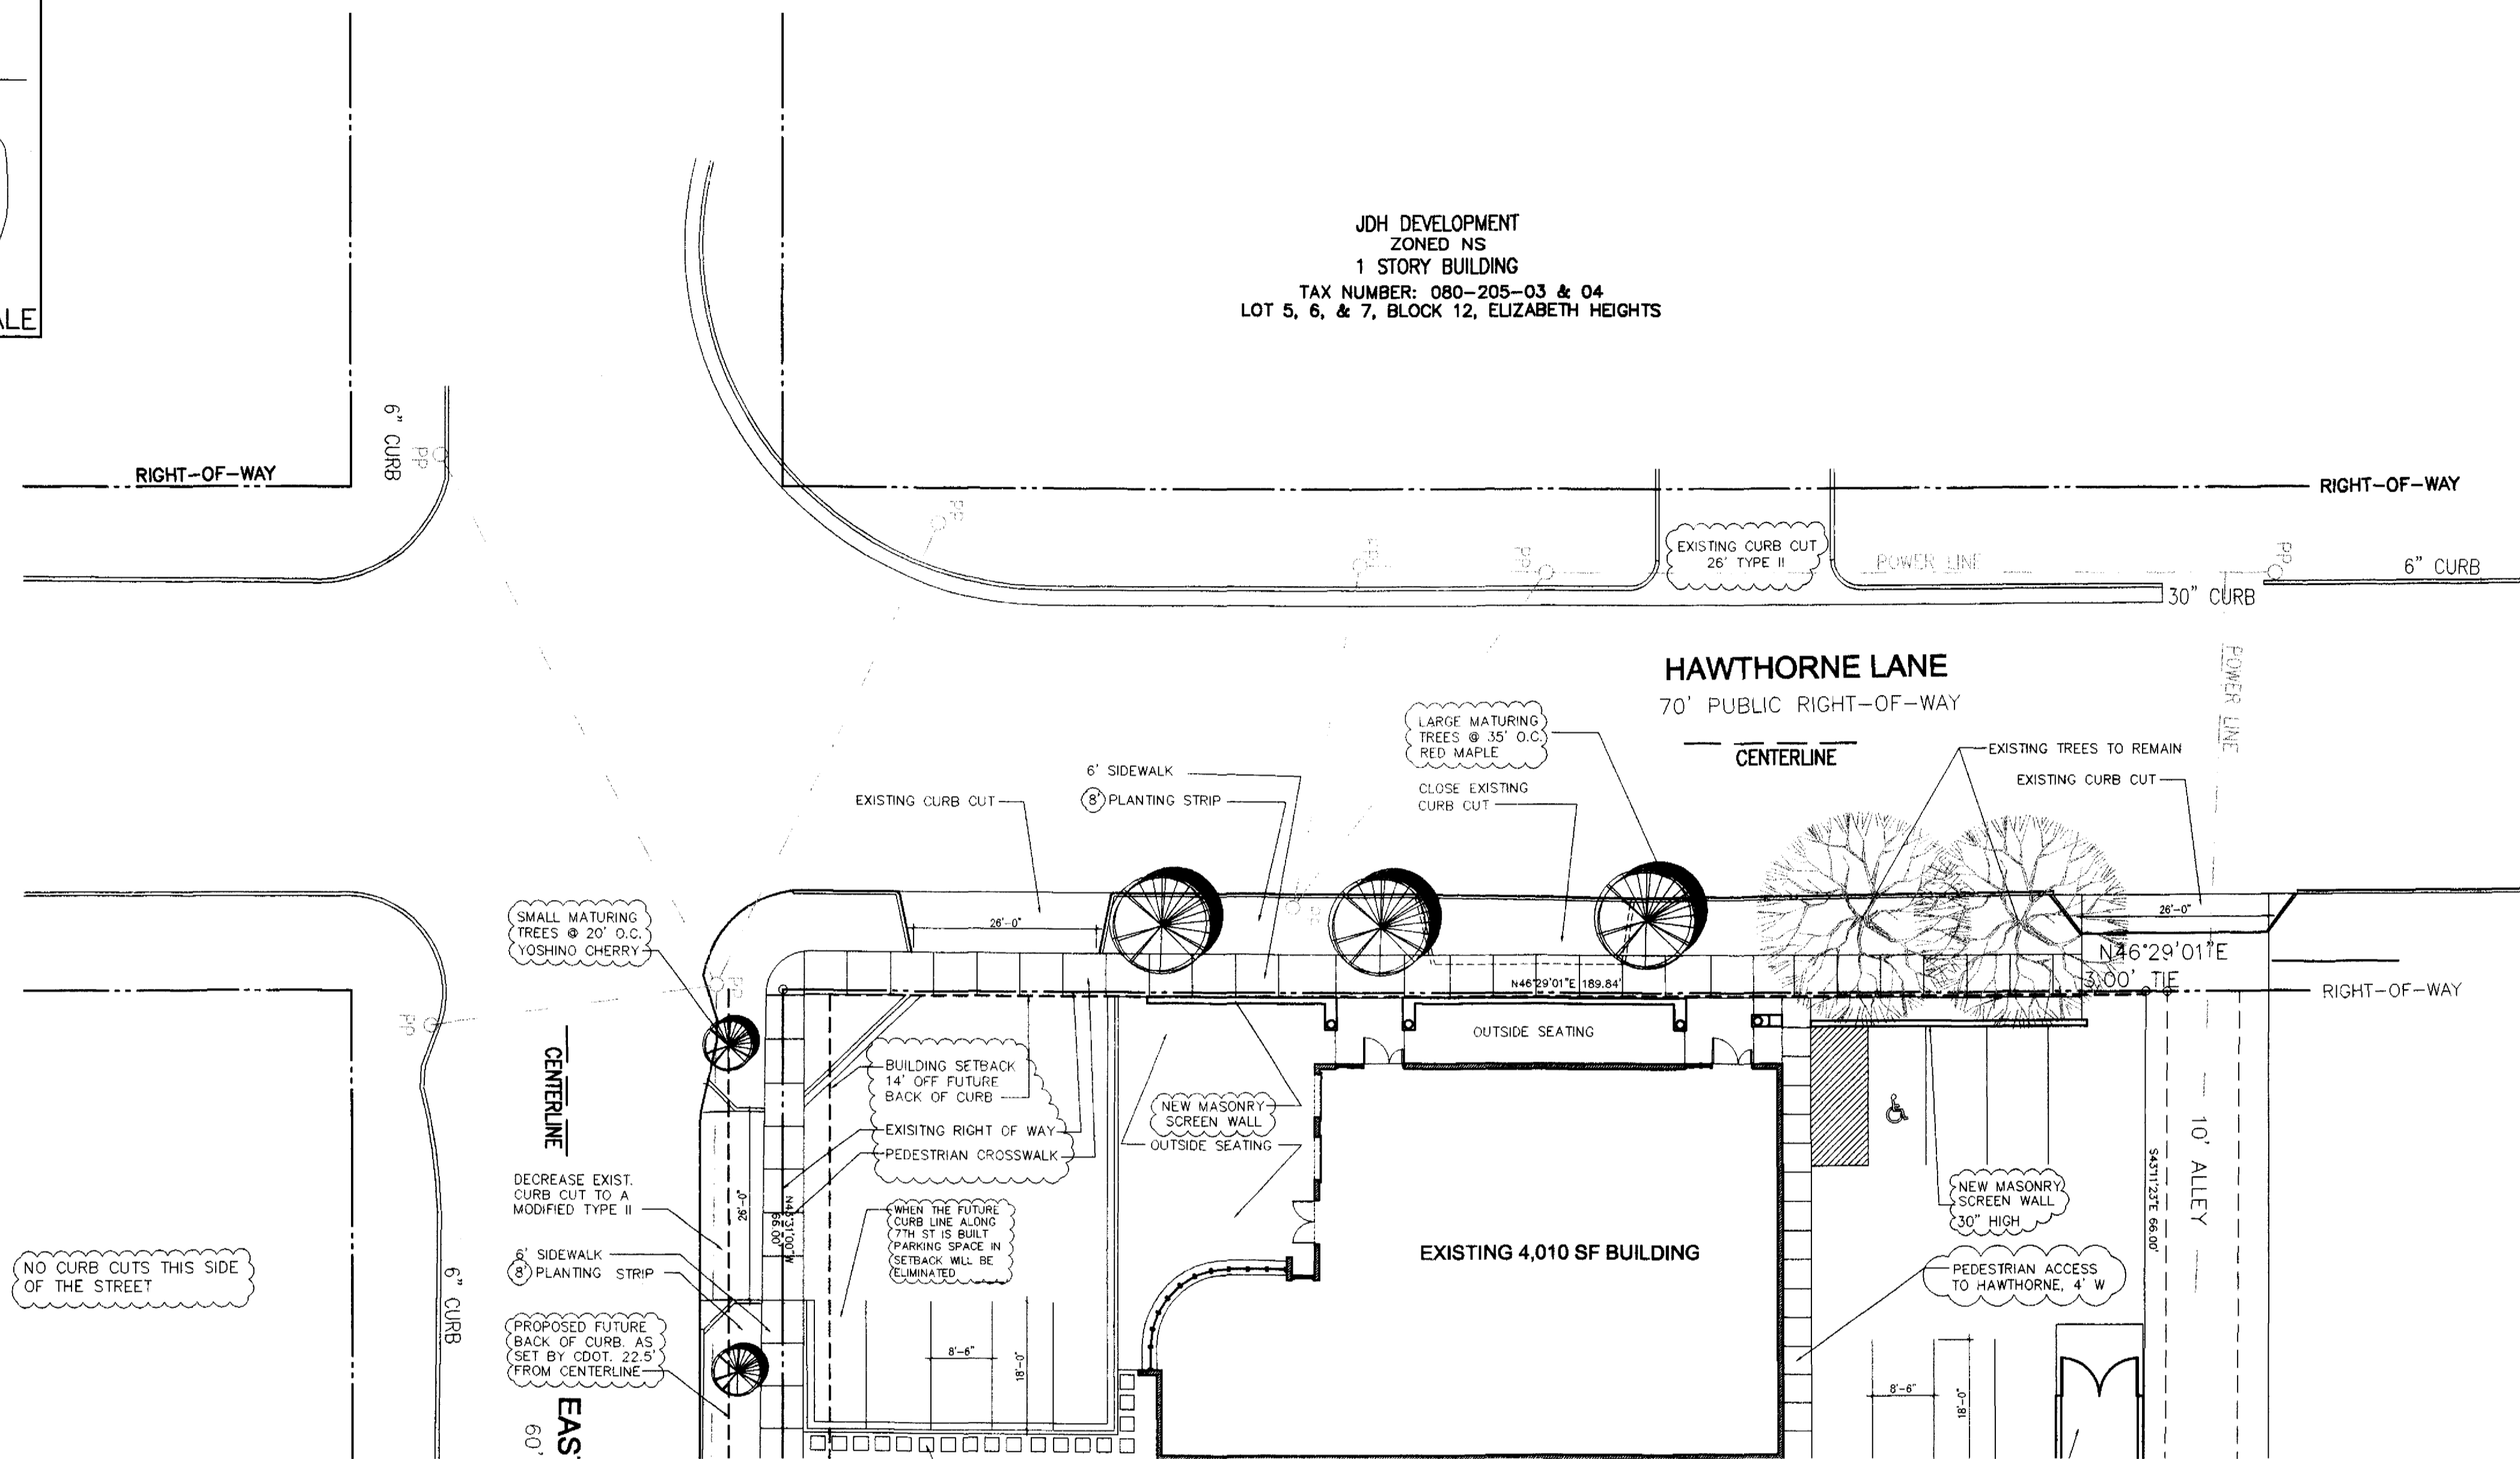 ALE
JDH DEVELOPMENT
ZONED NS
1 STORY BUILDING
TAX NUMBER: 080-205-03 & 04
LOT 5, 6, & 7, BLOCK 12, ELIZABETH HEIGHTS
6" CURB
PP
RIGHT-OF-WAY
RIGHT-OF-WAY
PP
PP
PP
EXISTING CURB CUT
26' TYPE II
POWER LINE
PP
6" CURB
30" CURB
HAWTHORNE LANE
70' PUBLIC RIGHT-OF-WAY
CENTERLINE
POWER LINE
LARGE MATURING
TREES @ 35' O.C.
RED MAPLE
CLOSE EXISTING
CURB CUT
6' SIDEWALK
8' PLANTING STRIP
EXISTING CURB CUT
EXISTING TREES TO REMAIN
EXISTING CURB CUT
SMALL MATURING
TREES @ 20' O.C.
YOSHINO CHERRY
26'-0"
26'-0"
N46°29'01"E
3.00' TIE
N46°29'01"E 189.84'
RIGHT-OF-WAY
PP
CENTERLINE
OUTSIDE SEATING
BUILDING SETBACK
14' OFF FUTURE
BACK OF CURB
EXISITNG RIGHT OF WAY
PEDESTRIAN CROSSWALK
NEW MASONRY
SCREEN WALL
OUTSIDE SEATING
DECREASE EXIST.
CURB CUT TO A
MODIFIED TYPE II
26'-0"
66.00'
WHEN THE FUTURE
CURB LINE ALONG
7TH ST IS BUILT
PARKING SPACE IN
SETBACK WILL BE
ELIMINATED
NEW MASONRY
SCREEN WALL
30" HIGH
S43°11'23"E 66.00'
10' ALLEY
EXISTING 4,010 SF BUILDING
6' SIDEWALK
8' PLANTING STRIP
NO CURB CUTS THIS SIDE
OF THE STREET
6" CURB
PEDESTRIAN ACCESS
TO HAWTHORNE, 4' W
PROPOSED FUTURE
BACK OF CURB. AS
SET BY CDOT. 22.5'
FROM CENTERLINE
8'-6"
18'-0"
8'-6"
18'-0"
EAS
60'